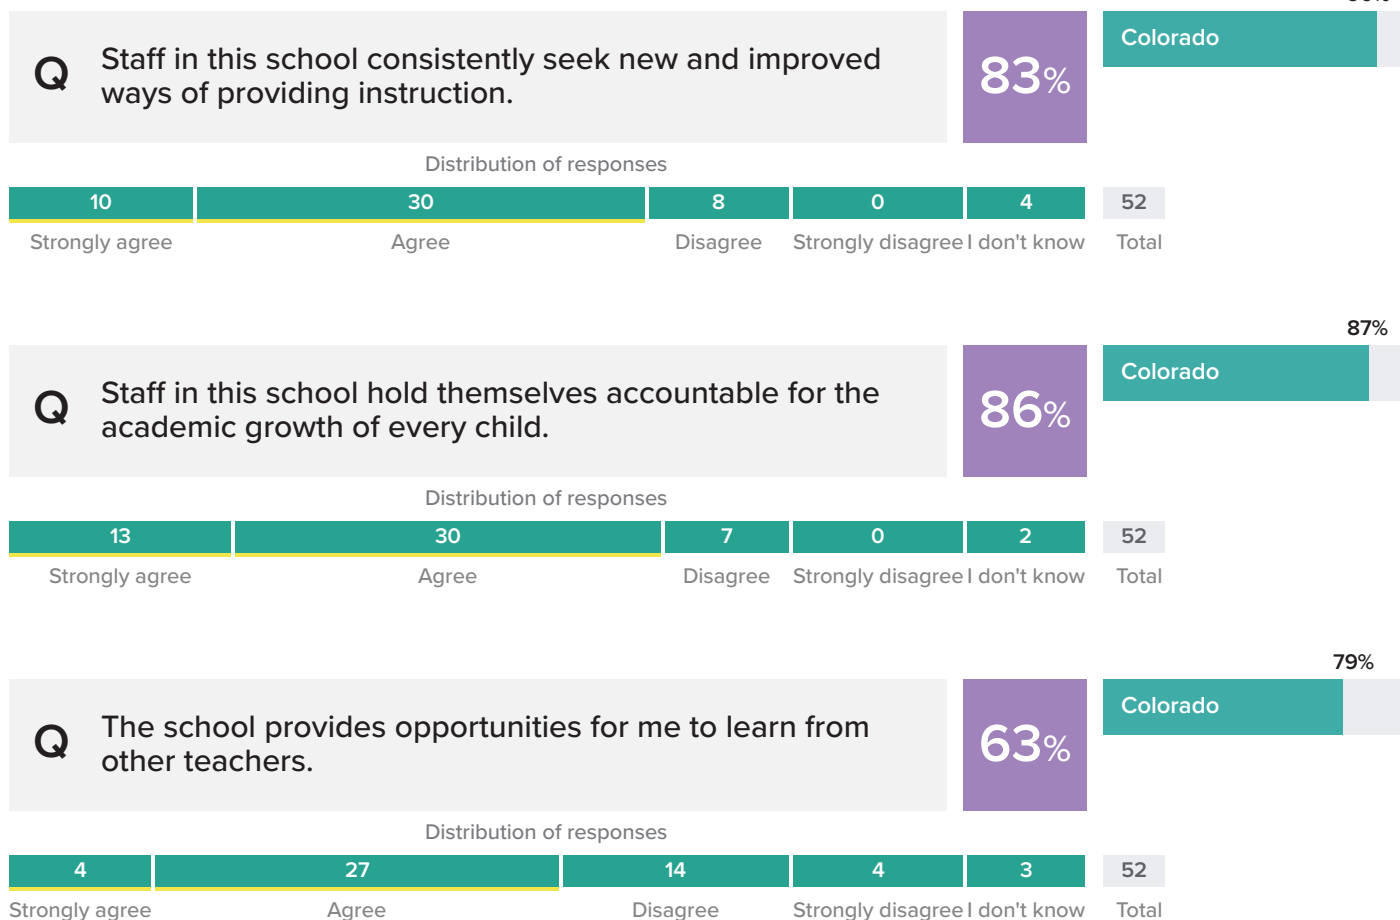 Q Staff in this school consistently seek new and improved
ways of providing instruction.
83%
Colorado
Distribution of responses
10 30 8 0 4 52
Strongly agree Agree Disagree Strongly disagree I don't know Total
87%
Q Staff in this school hold themselves accountable for the
academic growth of every child.
86%
Colorado
Distribution of responses
13 30 7 0 2 52
Strongly agree Agree Disagree Strongly disagree I don't know Total
79%
Q The school provides opportunities for me to learn from
other teachers.
63%
Colorado
Distribution of responses
4 27 14 4 3 52
Strongly agree Agree Disagree Strongly disagree I don't know Total